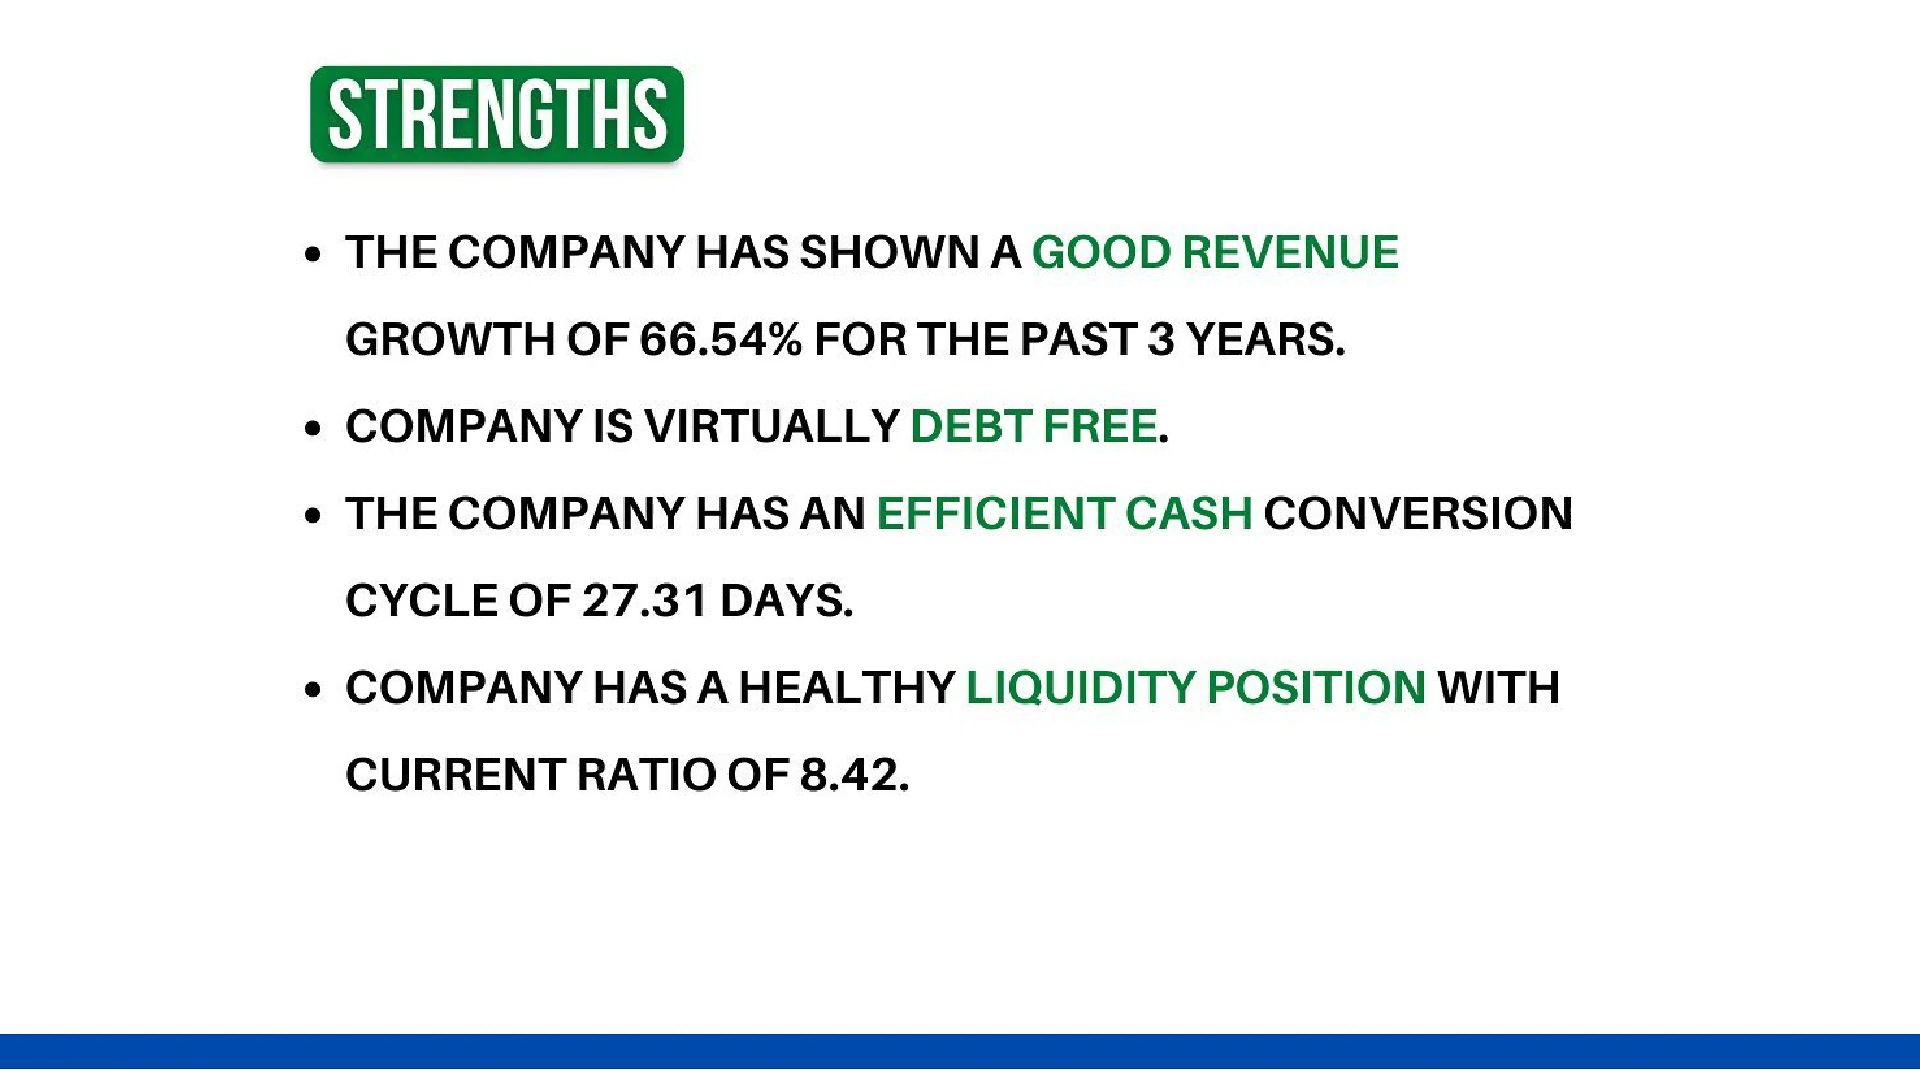 STRENGTHS
• THE COMPANY HAS SHOWN A GOOD REVENUE
GROWTH OF 66.54% FOR THE PAST 3 YEARS.
• COMPANY IS VIRTUALLY DEBT FREE.
• THE COMPANY HAS AN EFFICIENT CASH CONVERSION
CYCLE OF 27.31 DAYS.
• COMPANY HAS A HEALTHY LIQUIDITY POSITION WITH
CURRENT RATIO OF 8.42.